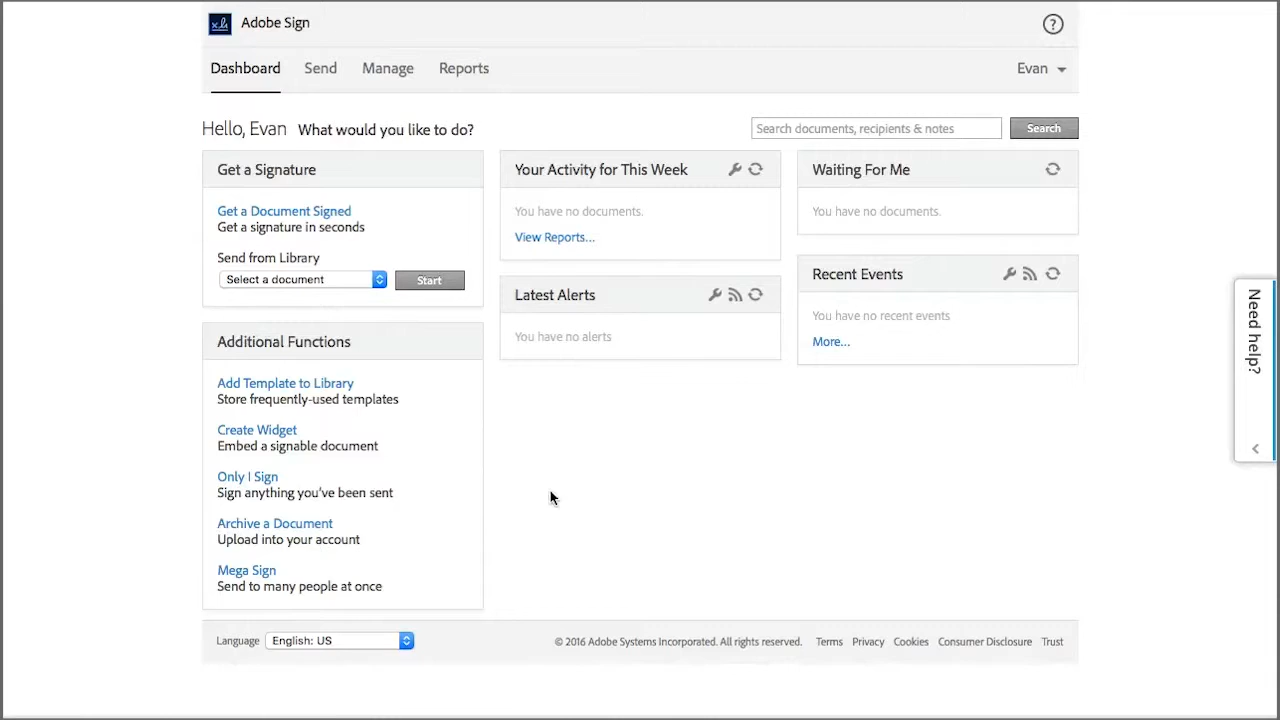 Adobe Sign
Dashboard Send Manage Reports Evan
Hello, Evan What would you like to do?
Search documents, recipients & notes Search
Get a Signature
Get a Document Signed
Get a signature in seconds
Send from Library
Select a document Start
Additional Functions
Add Template to Library
Store frequently-used templates
Create Widget
Embed a signable document
Only I Sign
Sign anything you've been sent
Archive a Document
Upload into your account
Mega Sign
Send to many people at once
Your Activity for This Week
You have no documents.
View Reports...
Latest Alerts
You have no alerts
Waiting For Me
You have no documents.
Recent Events
You have no recent events
More...
Need help?
Language English: US
© 2016 Adobe Systems Incorporated. All rights reserved. Terms Privacy Cookies Consumer Disclosure Trust